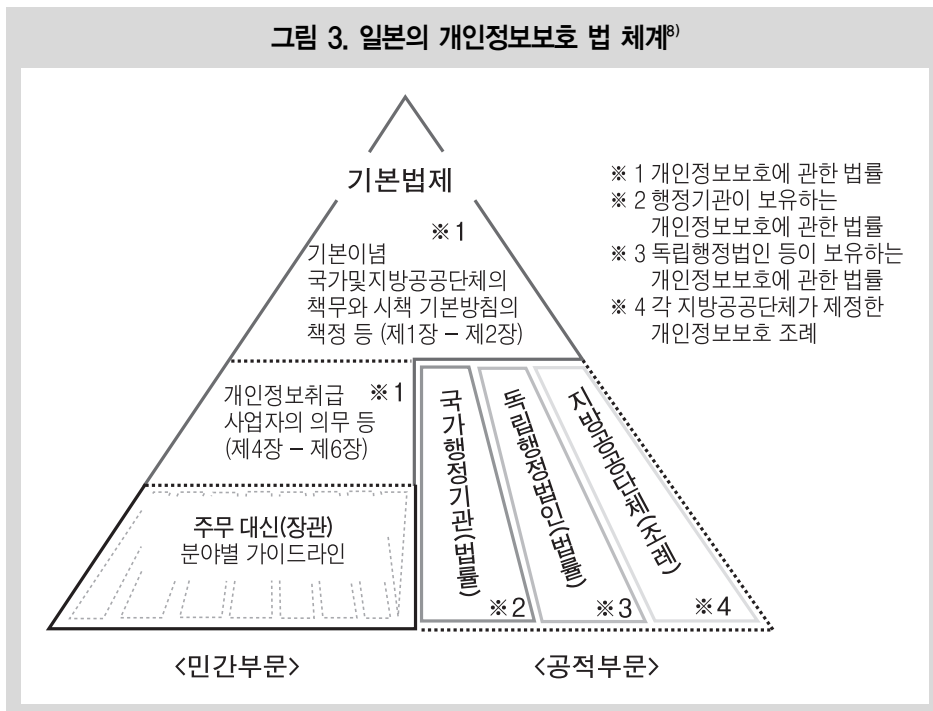 그림 3. 일본의 개인정보보호 법 체계8)
기본법제
※ 1
기본이념
국가및지방공공단체의
책무와 시책 기본방침의
책정 등 (제1장 – 제2장)
※ 1 개인정보보호에 관한 법률
※ 2 행정기관이 보유하는
개인정보보호에 관한 법률
※ 3 독립행정법인 등이 보유하는
개인정보보호에 관한 법률
※ 4 각 지방공공단체가 제정한
개인정보보호 조례
개인정보취급 ※ 1
사업자의 의무 등
(제4장 – 제6장)
주무 대신(장관)
분야별 가이드라인
국가행정기관(법률)
※2
독립행정법인(법률)
※3
지방공공단체(조례)
※4
<민간부문>
<공적부문>